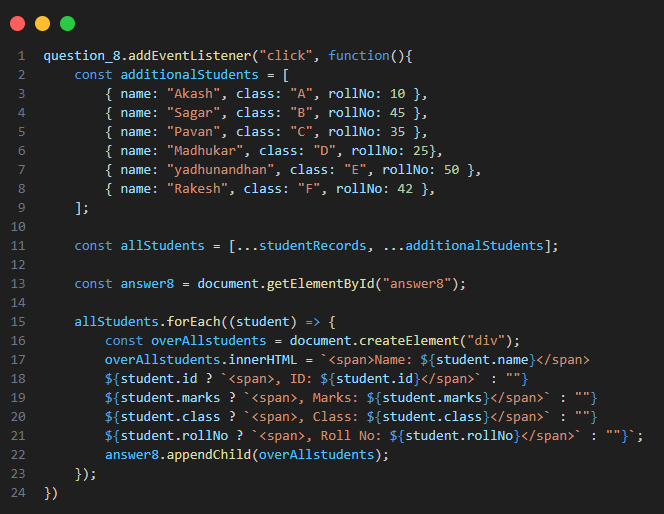 1 question_8.addEventListener("click", function(){
2     const additionalStudents = [
3         { name: "Akash", class: "A", rollNo: 10 },
4         { name: "Sagar", class: "B", rollNo: 45 },
5         { name: "Pavan", class: "C", rollNo: 35 },
6         { name: "Madhukar", class: "D", rollNo: 25},
7         { name: "yadhunandhan", class: "E", rollNo: 50 },
8         { name: "Rakesh", class: "F", rollNo: 42 },
9     ];
10
11     const allStudents = [...studentRecords, ...additionalStudents];
12
13     const answer8 = document.getElementById("answer8");
14
15     allStudents.forEach((student) => {
16         const overAllstudents = document.createElement("div");
17         overAllstudents.innerHTML = `<span>Name: ${student.name}</span>
18         ${student.id ? `<span>, ID: ${student.id}</span>` : ""}
19         ${student.marks ? `<span>, Marks: ${student.marks}</span>` : ""}
20         ${student.class ? `<span>, Class: ${student.class}</span>` : ""}
21         ${student.rollNo ? `<span>, Roll No: ${student.rollNo}</span>` : ""}`;
22         answer8.appendChild(overAllstudents);
23     });
24 })